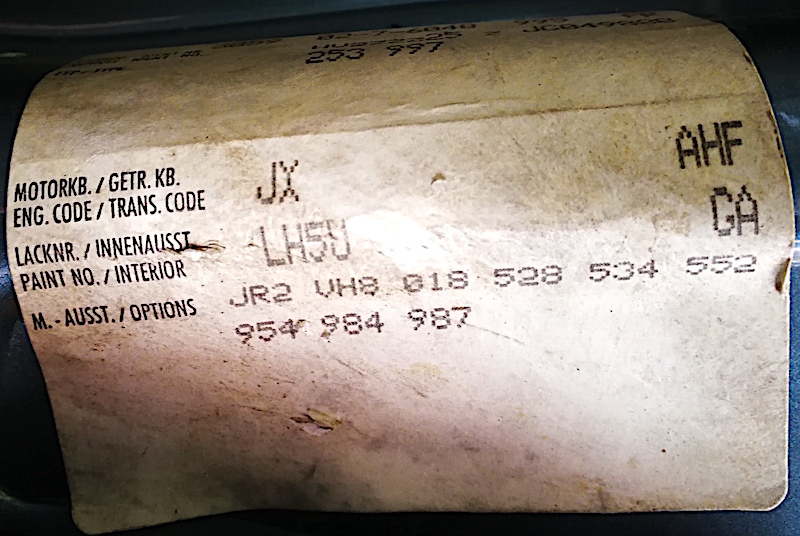 253 997
MOTORKB. / GETR. KB.
ENG. CODE / TRANS. CODE
JX AHF
LACKNR. / INNENAUSST
PAINT NO. / INTERIOR
LH5U GA
M. - AUSST. / OPTIONS
JR2 VH8 018 528 534 552
954 984 987